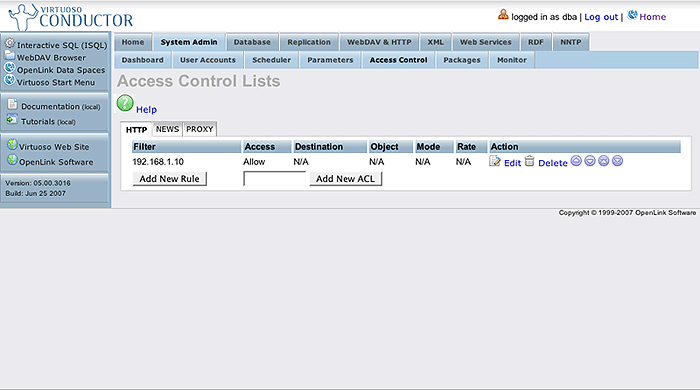 VIRTUOSO
CONDUCTOR
logged in as dba | Log out | Home
Interactive SQL (ISQL)
WebDAV Browser
OpenLink Data Spaces
Virtuoso Start Menu
Documentation (local)
Tutorials (local)
Virtuoso Web Site
OpenLink Software
Version: 05.00.3016
Build: Jun 25 2007
Home System Admin Database Replication WebDAV & HTTP XML Web Services RDF NNTP
Dashboard User Accounts Scheduler Parameters Access Control Packages Monitor
Access Control Lists
? Help
HTTP NEWS PROXY
Filter Access Destination Object Mode Rate Action
192.168.1.10 Allow N/A N/A N/A N/A Edit Delete
Add New Rule Add New ACL
Copyright © 1999-2007 OpenLink Software